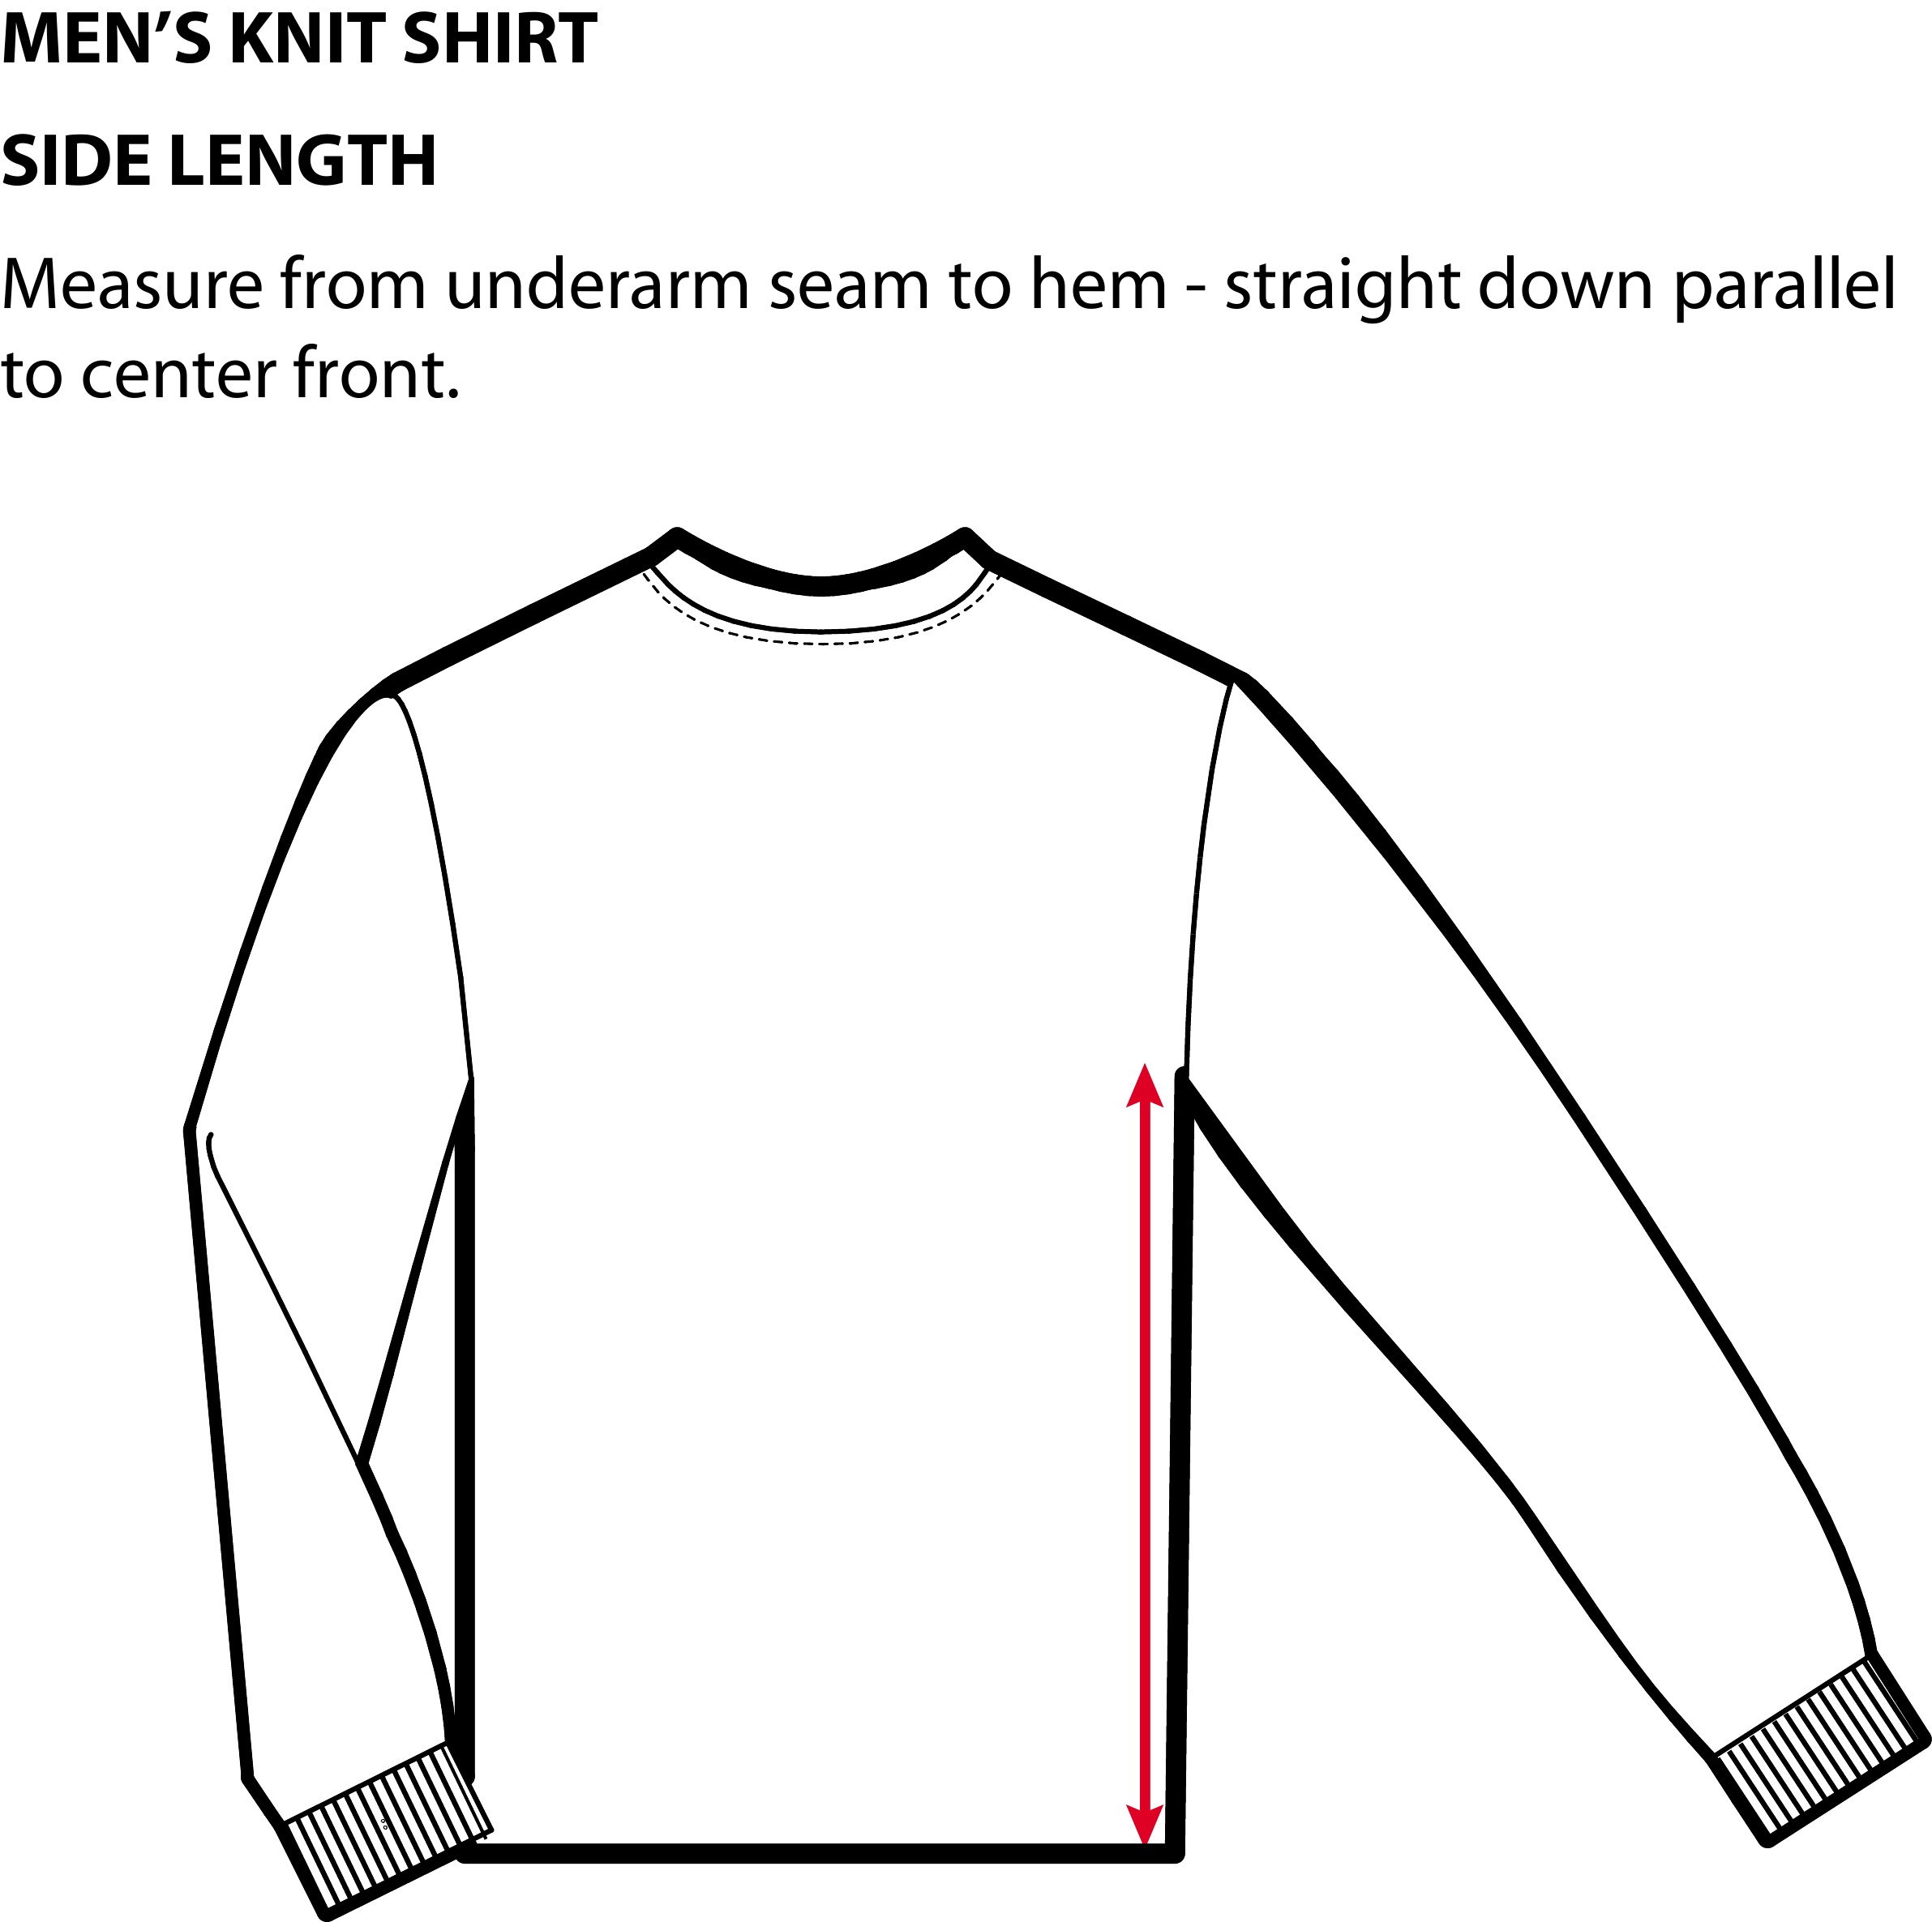 MEN’S KNIT SHIRT
SIDE LENGTH
Measure from underarm seam to hem - straight down parallel
to center front.